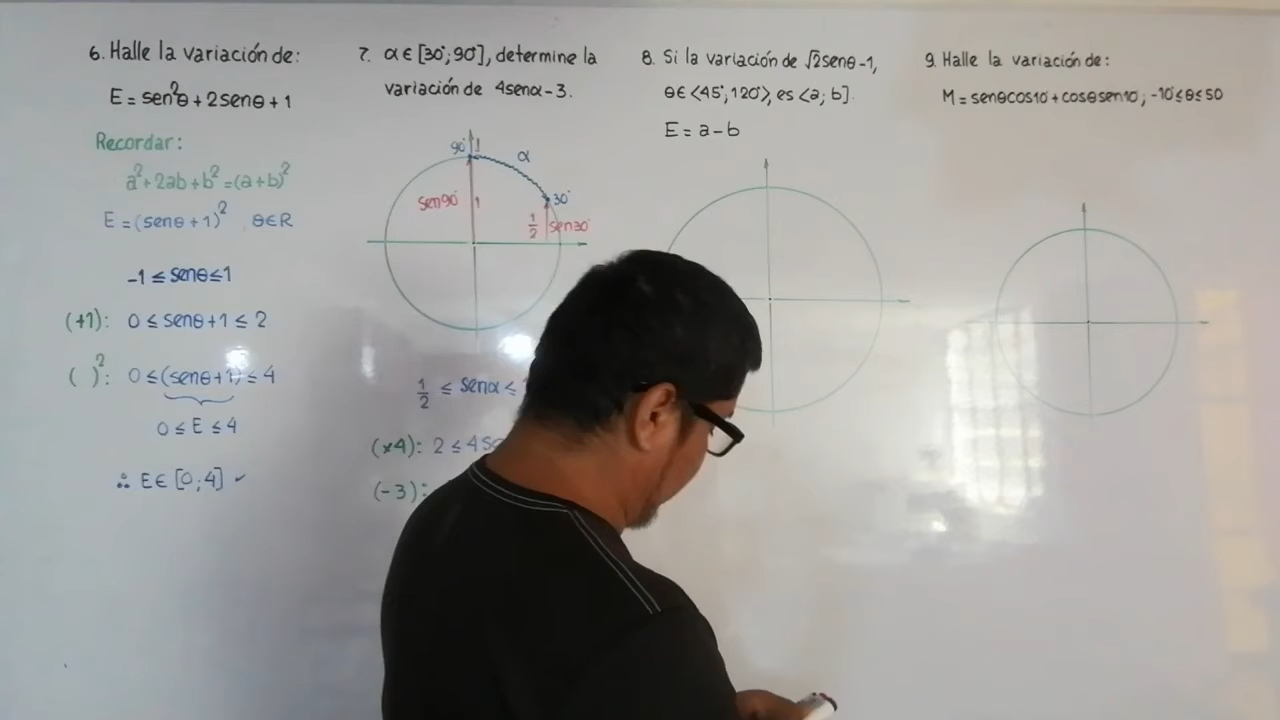 6. Halle la variación de:
E = sen²θ + 2senθ + 1
Recordar:
a² + 2ab + b² = (a+b)²
E = (senθ + 1)² , θ∈R
-1 ≤ senθ ≤ 1
(+1): 0 ≤ senθ+1 ≤ 2
( )²: 0 ≤ (senθ+1) ≤ 4
0 ≤ E ≤ 4
∴ E∈ [0; 4] ✓
7. α∈[30°; 90°], determine la
variación de 4senα - 3.
90° 1
α
30°
sen90° 1
1/2 sen30°
1/2 ≤ senα ≤
(×4): 2 ≤ 4
(-3):
8. Si la variación de √2senθ - 1,
θ∈<45°; 120°>, es <a; b].
E = a - b
9. Halle la variación de:
M = senθcos10° + cosθsen10°; -10° ≤ θ ≤ 50